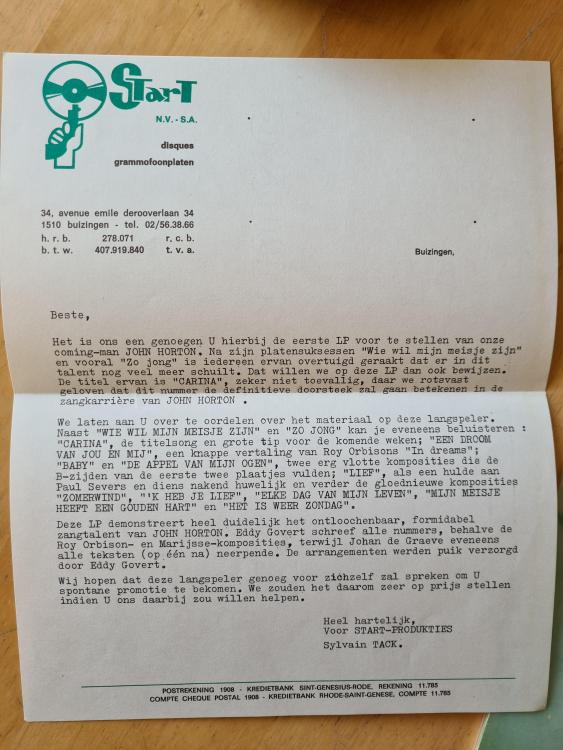 StarT
N.V. - S.A.
disques
grammofoonplaten
34, avenue emile derooverlaan 34
1510 buizingen - tel. 02/56.38.66
h. r. b. 278.071 r. c. b.
b. t. w. 407.919.840 t. v. a.
Buizingen,
Beste,
Het is ons een genoegen U hierbij de eerste LP voor te stellen van onze
coming-man JOHN HORTON. Na zijn platensuksessen "Wie wil mijn meisje zijn"
en vooral "Zo jong" is iedereen ervan overtuigd geraakt dat er in dit
talent nog veel meer schuilt. Dat willen we op deze LP dan ook bewijzen.
De titel ervan is "CARINA", zeker niet toevallig, daar we rotsvast
geloven dat dit nummer de definitieve doorsteek zal gaan betekenen in de
zangkarrière van JOHN HORTON .
We laten aan U over te oordelen over het materiaal op deze langspeler.
Naast "WIE WIL MIJN MEISJE ZIJN" en "ZO JONG" kan je eveneens beluisteren :
"CARINA", de titelsong en grote tip voor de komende weken; "EEN DROOM
VAN JOU EN MIJ", een knappe vertaling van Roy Orbisons "In dreams";
"BABY" en "DE APPEL VAN MIJN OGEN", twee erg vlotte komposities die de
B-zijden van de eerste twee plaatjes vulden; "LIEF", als een hulde aan
Paul Severs en diens nakend huwelijk en verder de gloednieuwe komposities
"ZOMERWIND", "'K HEB JE LIEF", "ELKE DAG VAN MIJN LEVEN", "MIJN MEISJE
HEEFT EEN GOUDEN HART" en "HET IS WEER ZONDAG".
Deze LP demonstreert heel duidelijk het ontloochenbaar, formidabel
zangtalent van JOHN HORTON. Eddy Govert schreef alle nummers, behalve de
Roy Orbison- en Marijsse-komposities, terwijl Johan de Graeve eveneens
alle teksten (op één na) neerpende. De arrangementen werden puik verzorgd
door Eddy Govert.
Wij hopen dat deze langspeler genoeg voor zichzelf zal spreken om U
spontane promotie te bekomen. We zouden het daarom zeer op prijs stellen
indien U ons daarbij zou willen helpen.
Heel hartelijk,
Voor START-PRODUKTIES
Sylvain TACK.
POSTREKENING 1908 - KREDIETBANK SINT-GENESIUS-RODE, REKENING 11.785
COMPTE CHEQUE POSTAL 1908 - KREDIETBANK RHODE-SAINT-GENESE, COMPTE 11.785